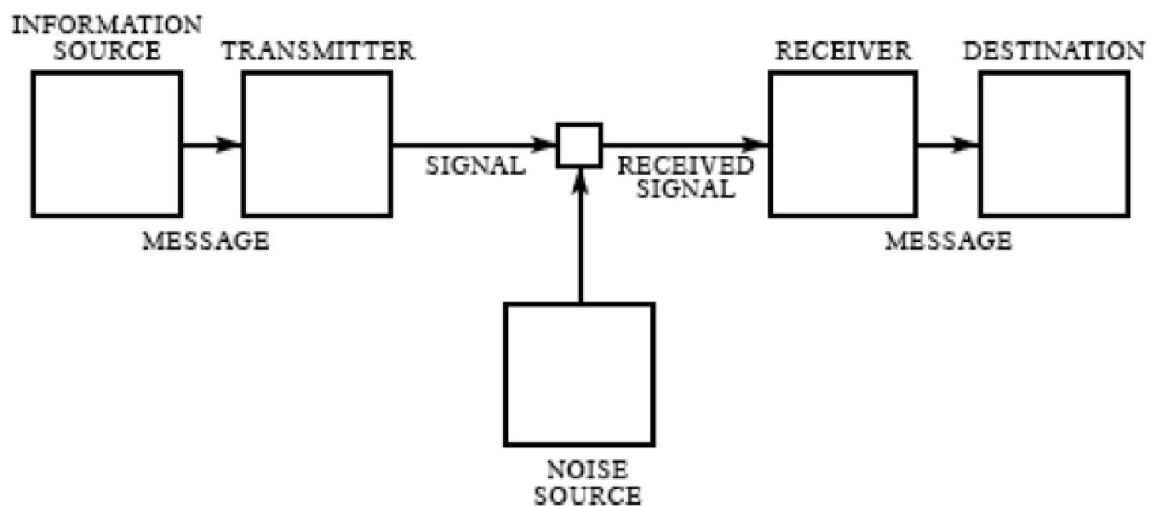 INFORMATION
SOURCE
TRANSMITTER
RECEIVER
DESTINATION
SIGNAL
RECEIVED
SIGNAL
MESSAGE
MESSAGE
NOISE
SOURCE